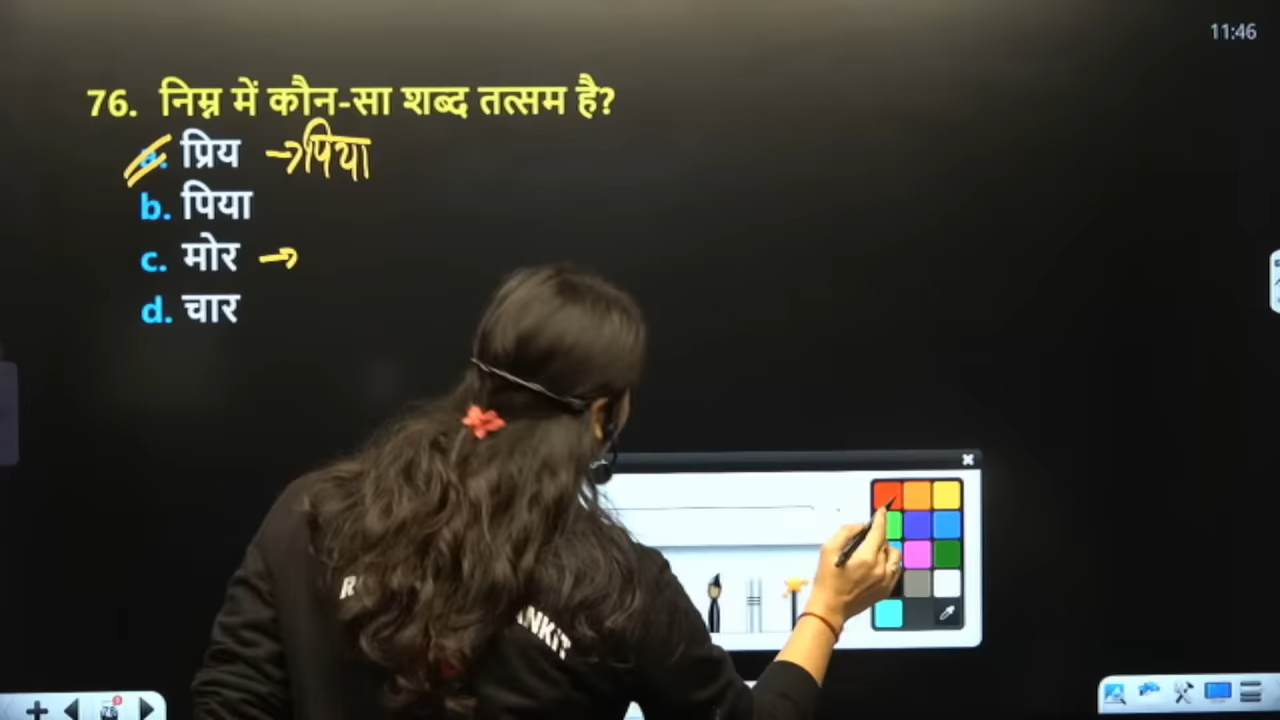 11:46
76. निम्न में कौन-सा शब्द तत्सम है?
a. प्रिय →पिया
b. पिया
c. मोर →
d. चार